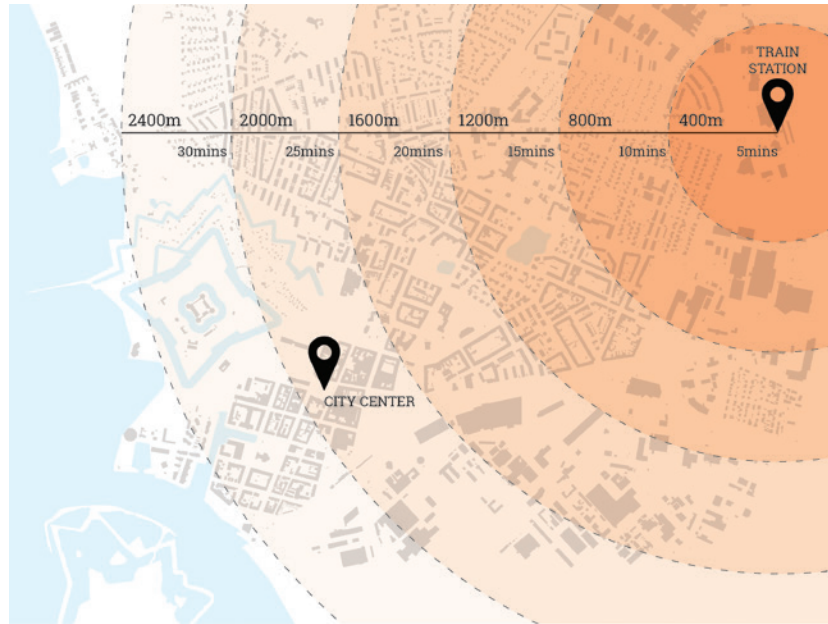 TRAIN
STATION
2400m 2000m 1600m 1200m 800m 400m
30mins 25mins 20mins 15mins 10mins 5mins
CITY CENTER